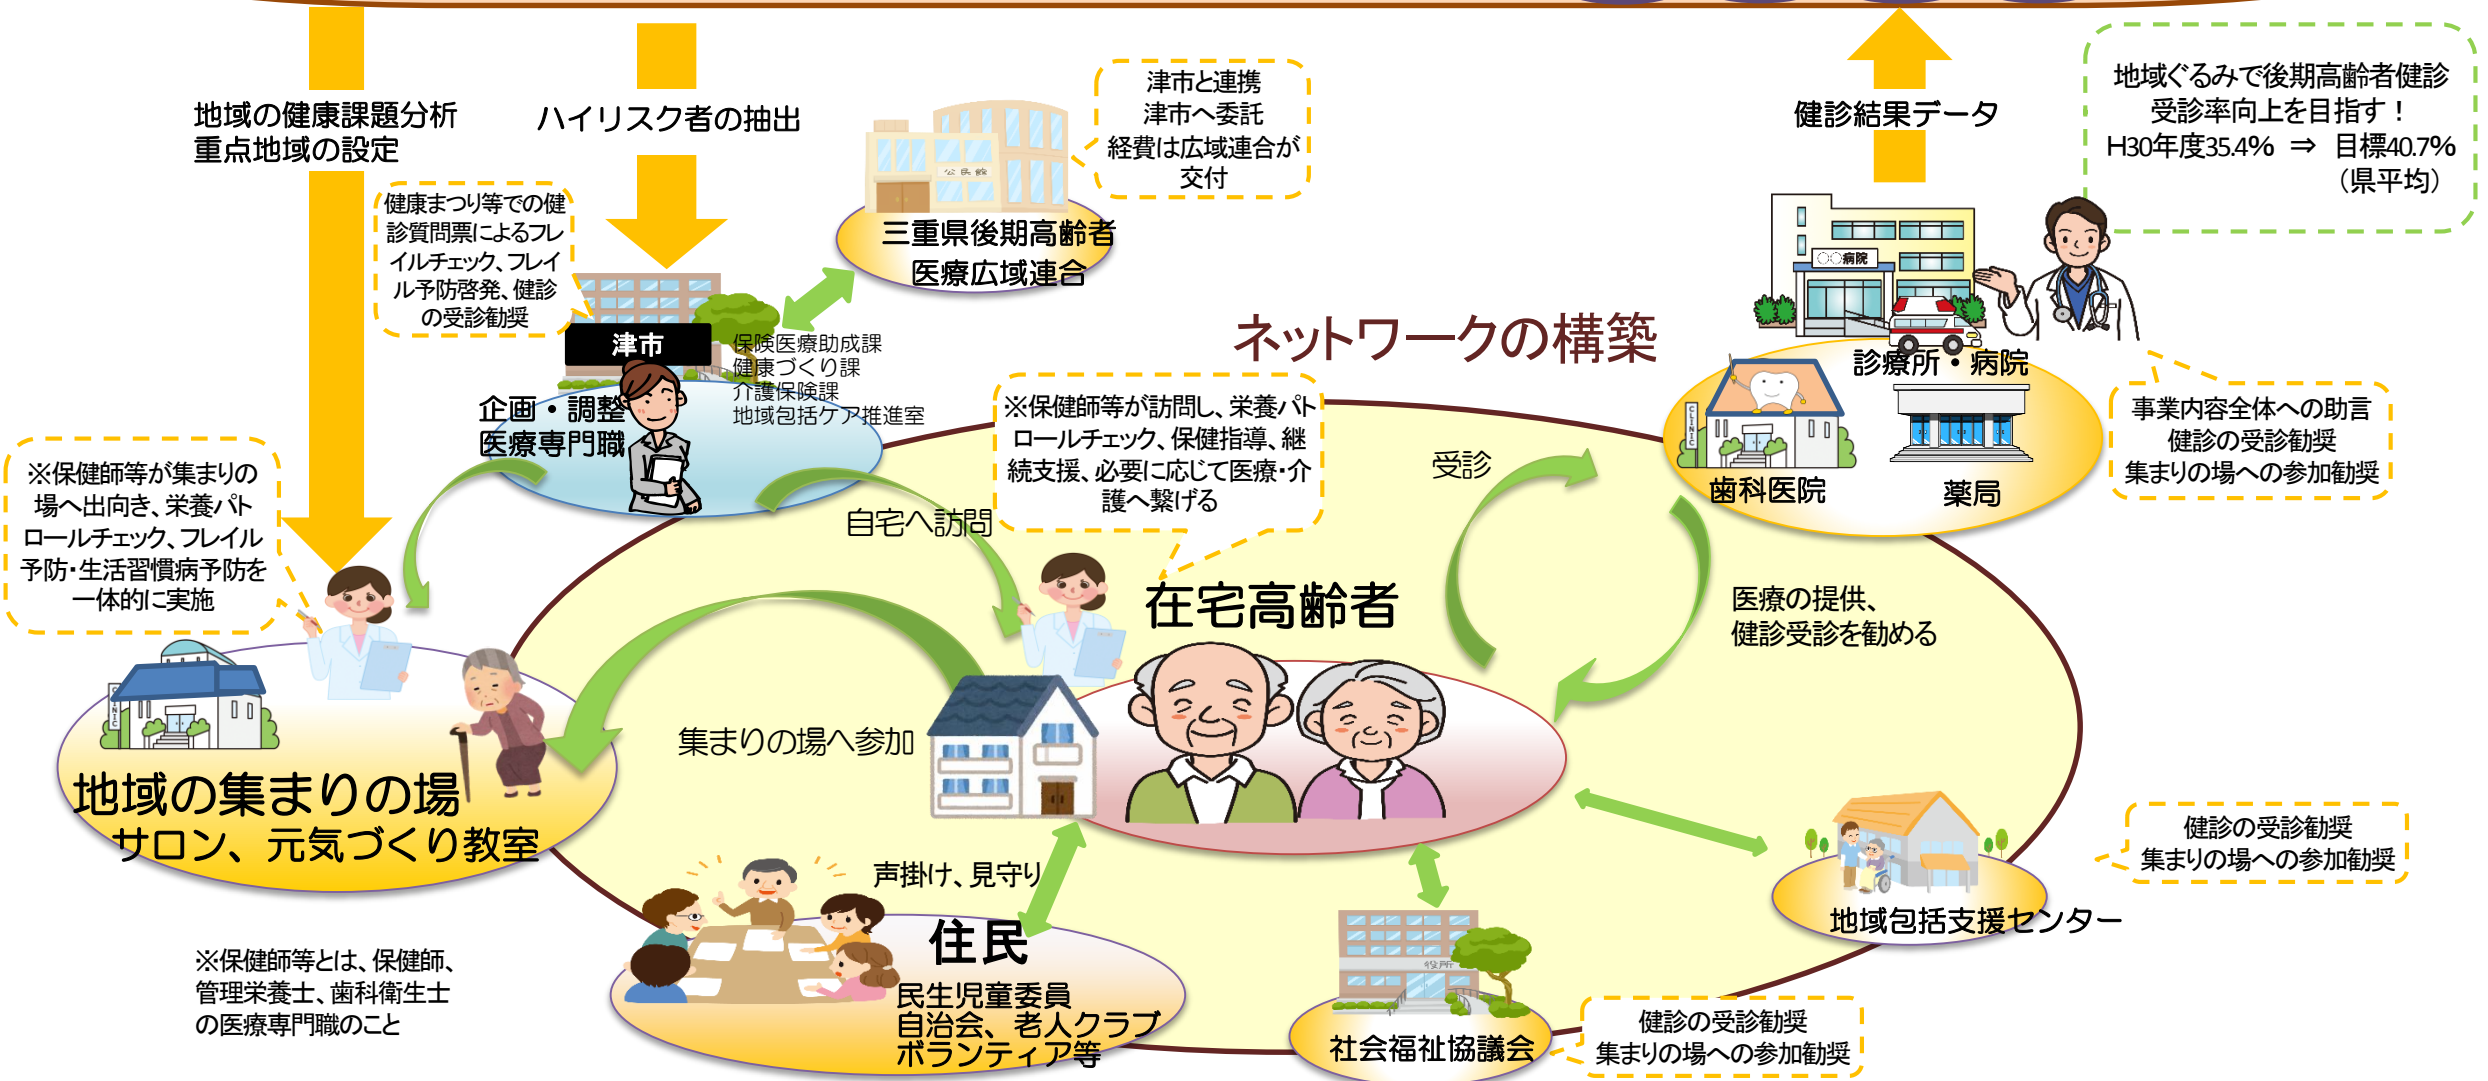 地域の健康課題分析
重点地域の設定
ハイリスク者の抽出
津市と連携
津市へ委託
経費は広域連合が
交付
公民館
三重県後期高齢者
医療広域連合
健診結果データ
地域ぐるみで後期高齢者健診
受診率向上を目指す！
H30年度35.4% ⇒ 目標40.7%
（県平均）
健康まつり等での健
診質問票によるフレ
イルチェック、フレイ
ル予防啓発、健診
の受診勧奨
津市
保険医療助成課
健康づくり課
介護保険課
地域包括ケア推進室
企画・調整
医療専門職
ネットワークの構築
〇〇病院
診療所・病院
CLINIC
歯科医院
薬局
事業内容全体への助言
健診の受診勧奨
集まりの場への参加勧奨
※保健師等が集まりの
場へ出向き、栄養パト
ロールチェック、フレイル
予防・生活習慣病予防を
一体的に実施
※保健師等が訪問し、栄養パト
ロールチェック、保健指導、継
続支援、必要に応じて医療・介
護へ繋げる
自宅へ訪問
受診
在宅高齢者
医療の提供、
健診受診を勧める
CLINIC
地域の集まりの場
サロン、元気づくり教室
集まりの場へ参加
声掛け、見守り
住民
民生児童委員
自治会、老人クラブ
ボランティア等
役所
社会福祉協議会
健診の受診勧奨
集まりの場への参加勧奨
地域包括支援センター
健診の受診勧奨
集まりの場への参加勧奨
※保健師等とは、保健師、
管理栄養士、歯科衛生士
の医療専門職のこと